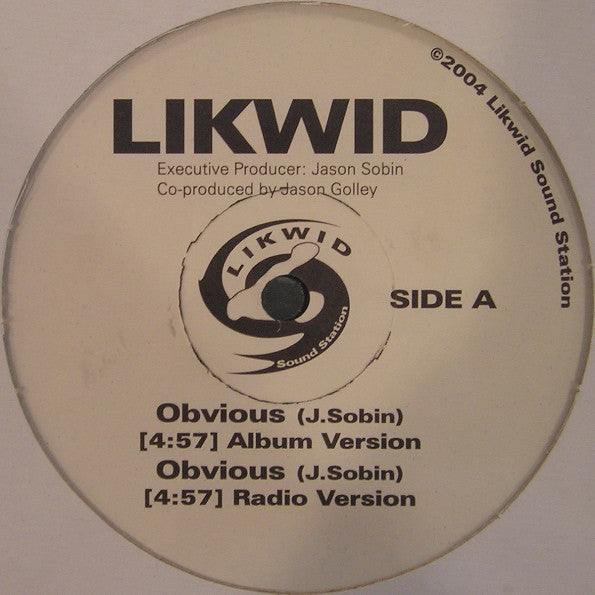 LIKWID
Executive Producer: Jason Sobin
Co-produced by Jason Golley
©2004 Likwid Sound Station
LIKWID
Sound Station
SIDE A
Obvious (J.Sobin)
[4:57] Album Version
Obvious (J.Sobin)
[4:57] Radio Version